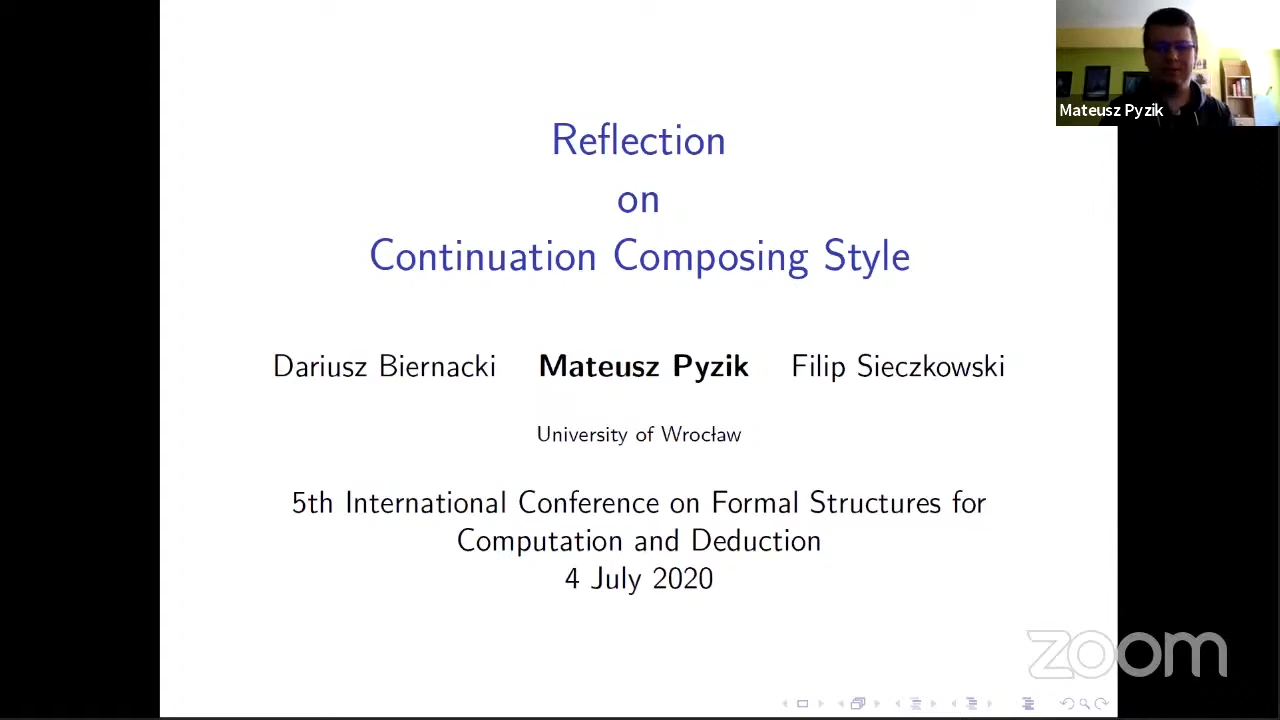 Reflection
on
Continuation Composing Style
Dariusz Biernacki Mateusz Pyzik Filip Sieczkowski
University of Wrocław
5th International Conference on Formal Structures for
Computation and Deduction
4 July 2020
Mateusz Pyzik
zoom